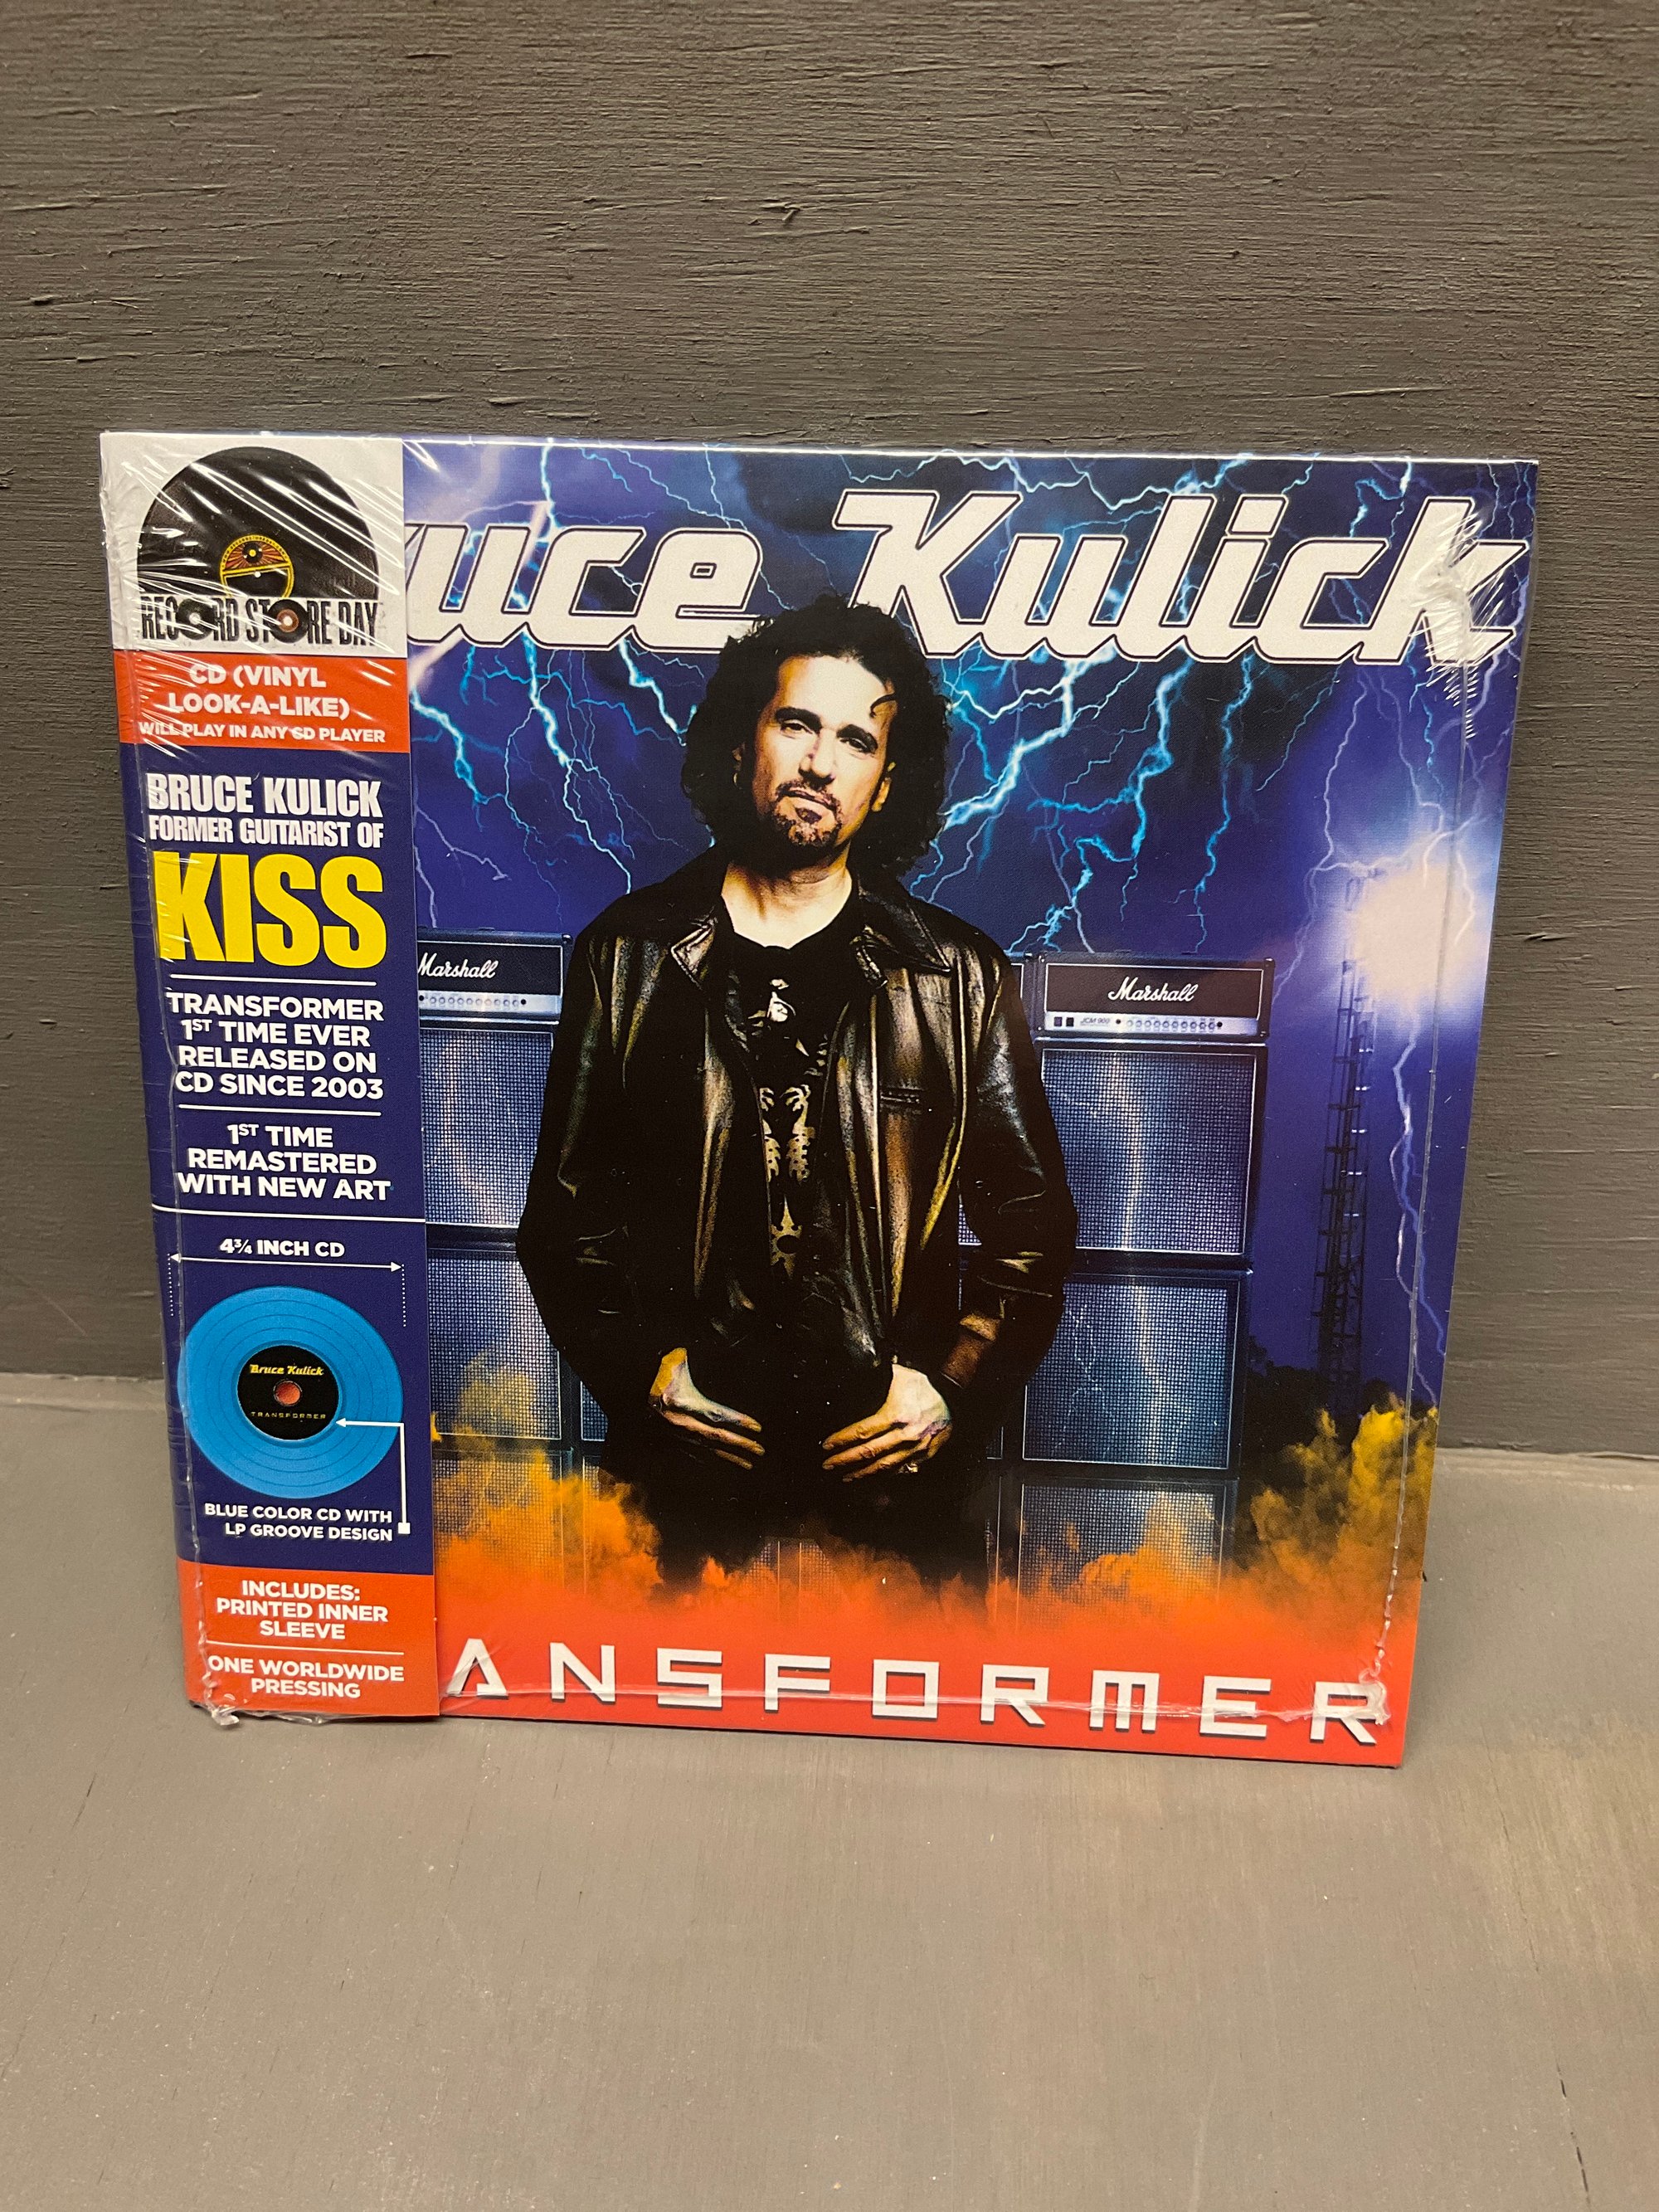 RECORD STORE DAY
CD (VINYL
LOOK-A-LIKE)
WILL PLAY IN ANY CD PLAYER
BRUCE KULICK
FORMER GUITARIST OF
KISS
TRANSFORMER
1ST TIME EVER
RELEASED ON
CD SINCE 2003
1ST TIME
REMASTERED
WITH NEW ART
4¾ INCH CD
Bruce Kulick
TRANSFORMER
BLUE COLOR CD WITH
LP GROOVE DESIGN
INCLUDES:
PRINTED INNER
SLEEVE
ONE WORLDWIDE
PRESSING
ruce Kulick
Marshall
Marshall
JCM 900
ANSFORMER